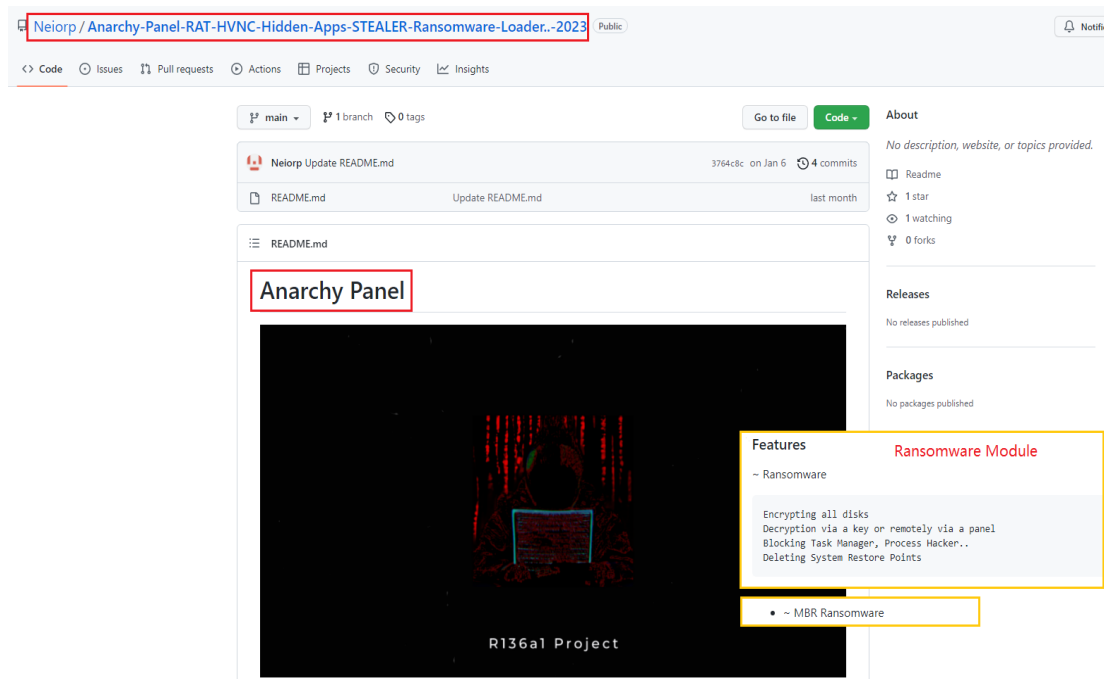 Neiorp / Anarchy-Panel-RAT-HVNC-Hidden-Apps-STEALER-Ransomware-Loader..-2023 Public
<> Code Issues Pull requests Actions Projects Security Insights
main 1 branch 0 tags Go to file Code
Neiorp Update README.md 3764c8c on Jan 6 4 commits
README.md Update README.md last month
README.md
Anarchy Panel
R136a1 Project
About
No description, website, or topics provided.
Readme
1 star
1 watching
0 forks
Releases
No releases published
Packages
No packages published
Features Ransomware Module
~ Ransomware
Encrypting all disks
Decryption via a key or remotely via a panel
Blocking Task Manager, Process Hacker..
Deleting System Restore Points
• ~ MBR Ransomware